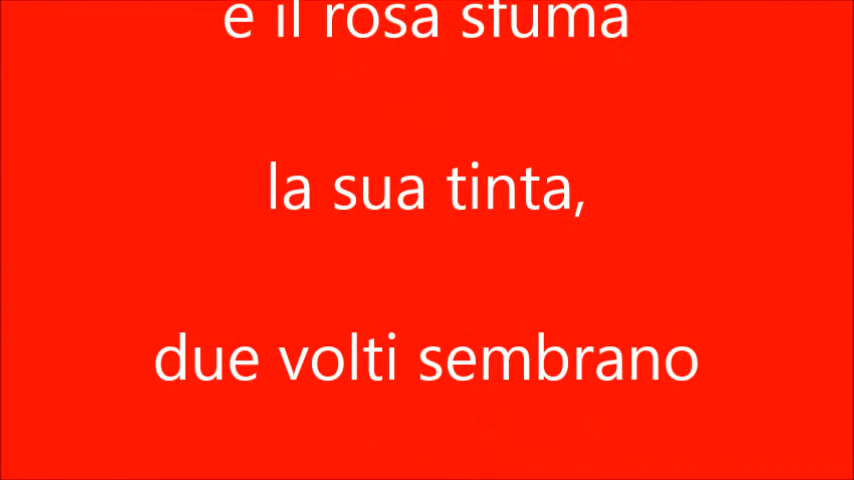 e il rosa sfuma
la sua tinta,
due volti sembrano